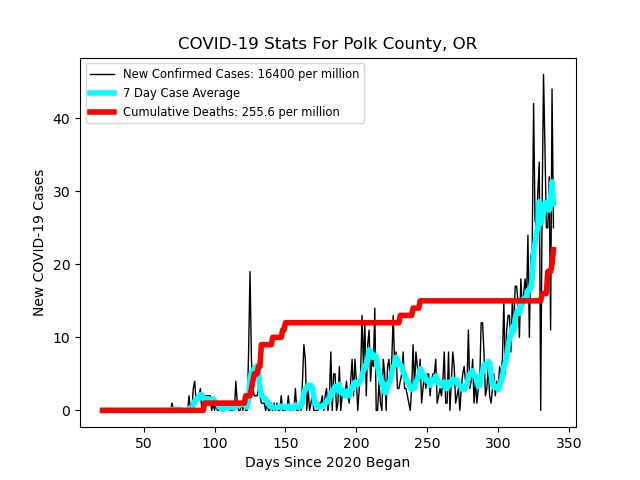 COVID-19 Stats For Polk County, OR
New Confirmed Cases: 16400 per million
7 Day Case Average
Cumulative Deaths: 255.6 per million
New COVID-19 Cases
40
30
20
10
0
50 100 150 200 250 300 350
Days Since 2020 Began